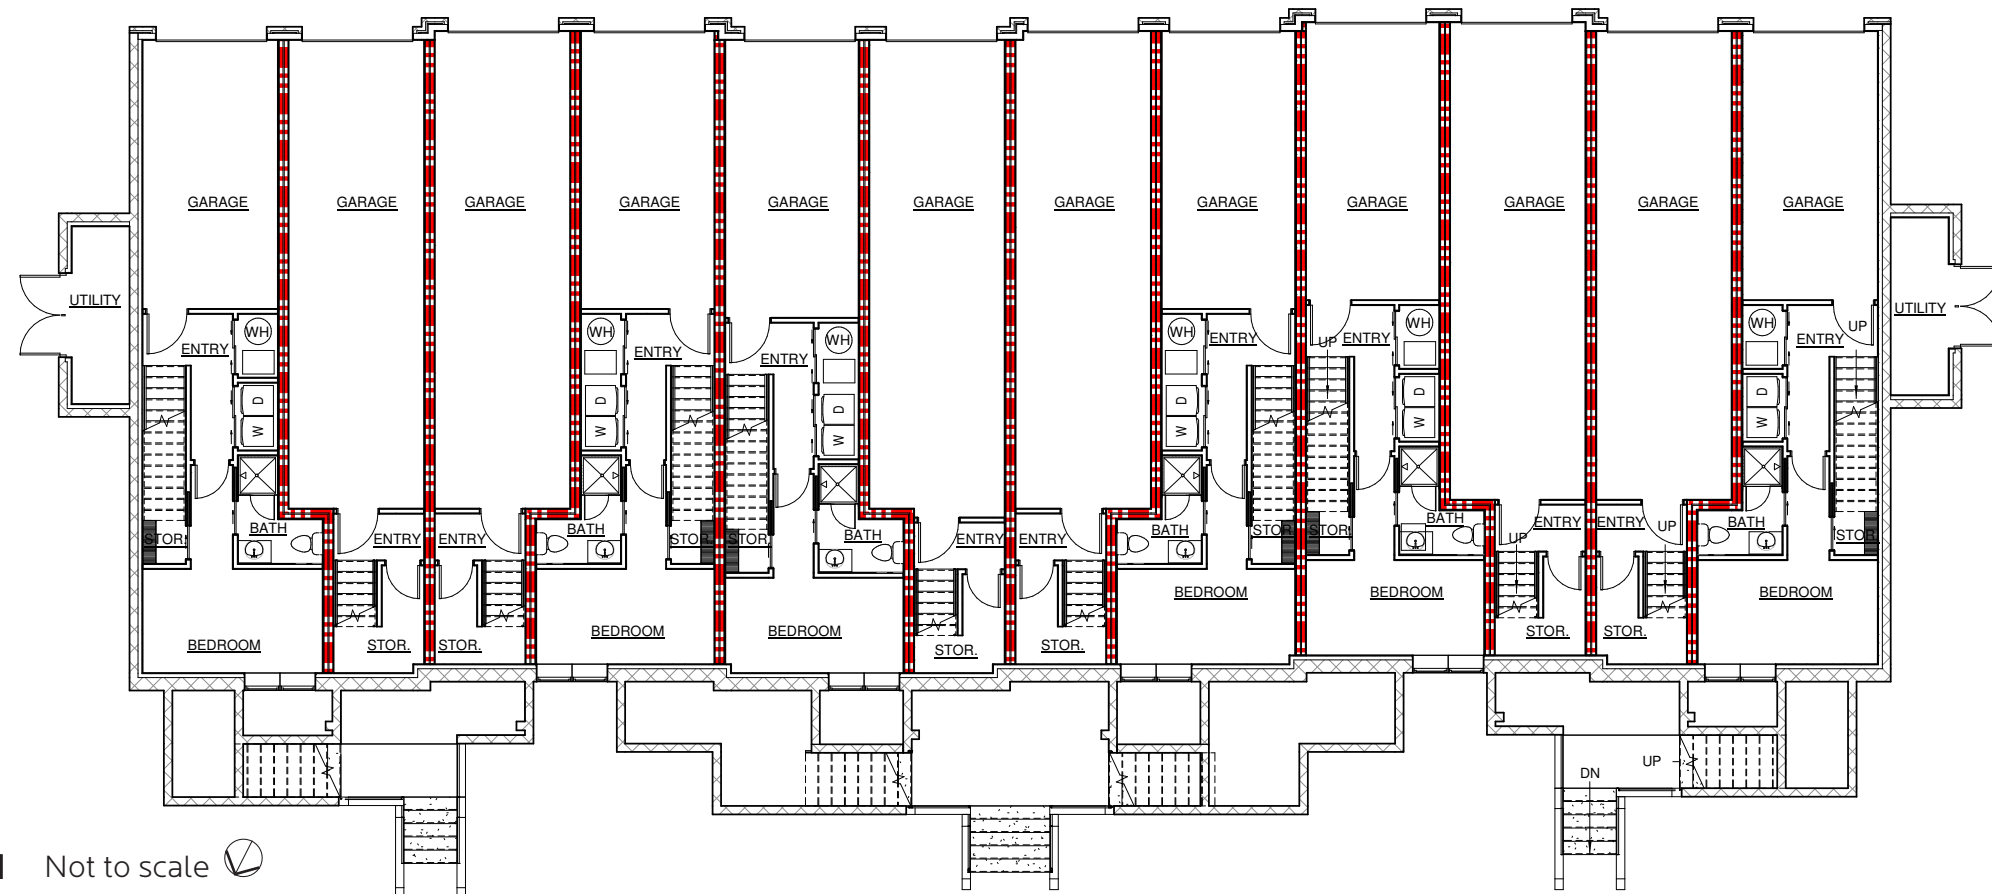 GARAGE GARAGE GARAGE GARAGE GARAGE GARAGE GARAGE GARAGE GARAGE GARAGE GARAGE GARAGE
UTILITY UTILITY
WH WH WH WH WH WH
UP UP
ENTRY ENTRY ENTRY ENTRY ENTRY ENTRY
D D D D D D
W W W W W W
BATH BATH BATH BATH BATH BATH
ENTRY ENTRY ENTRY ENTRY ENTRY ENTRY
UP UP
STOR. STOR. STOR. STOR. STOR. STOR.
BEDROOM BEDROOM BEDROOM
BEDROOM BEDROOM BEDROOM
STOR. STOR. STOR. STOR. STOR. STOR.
UP
DN
Not to scale